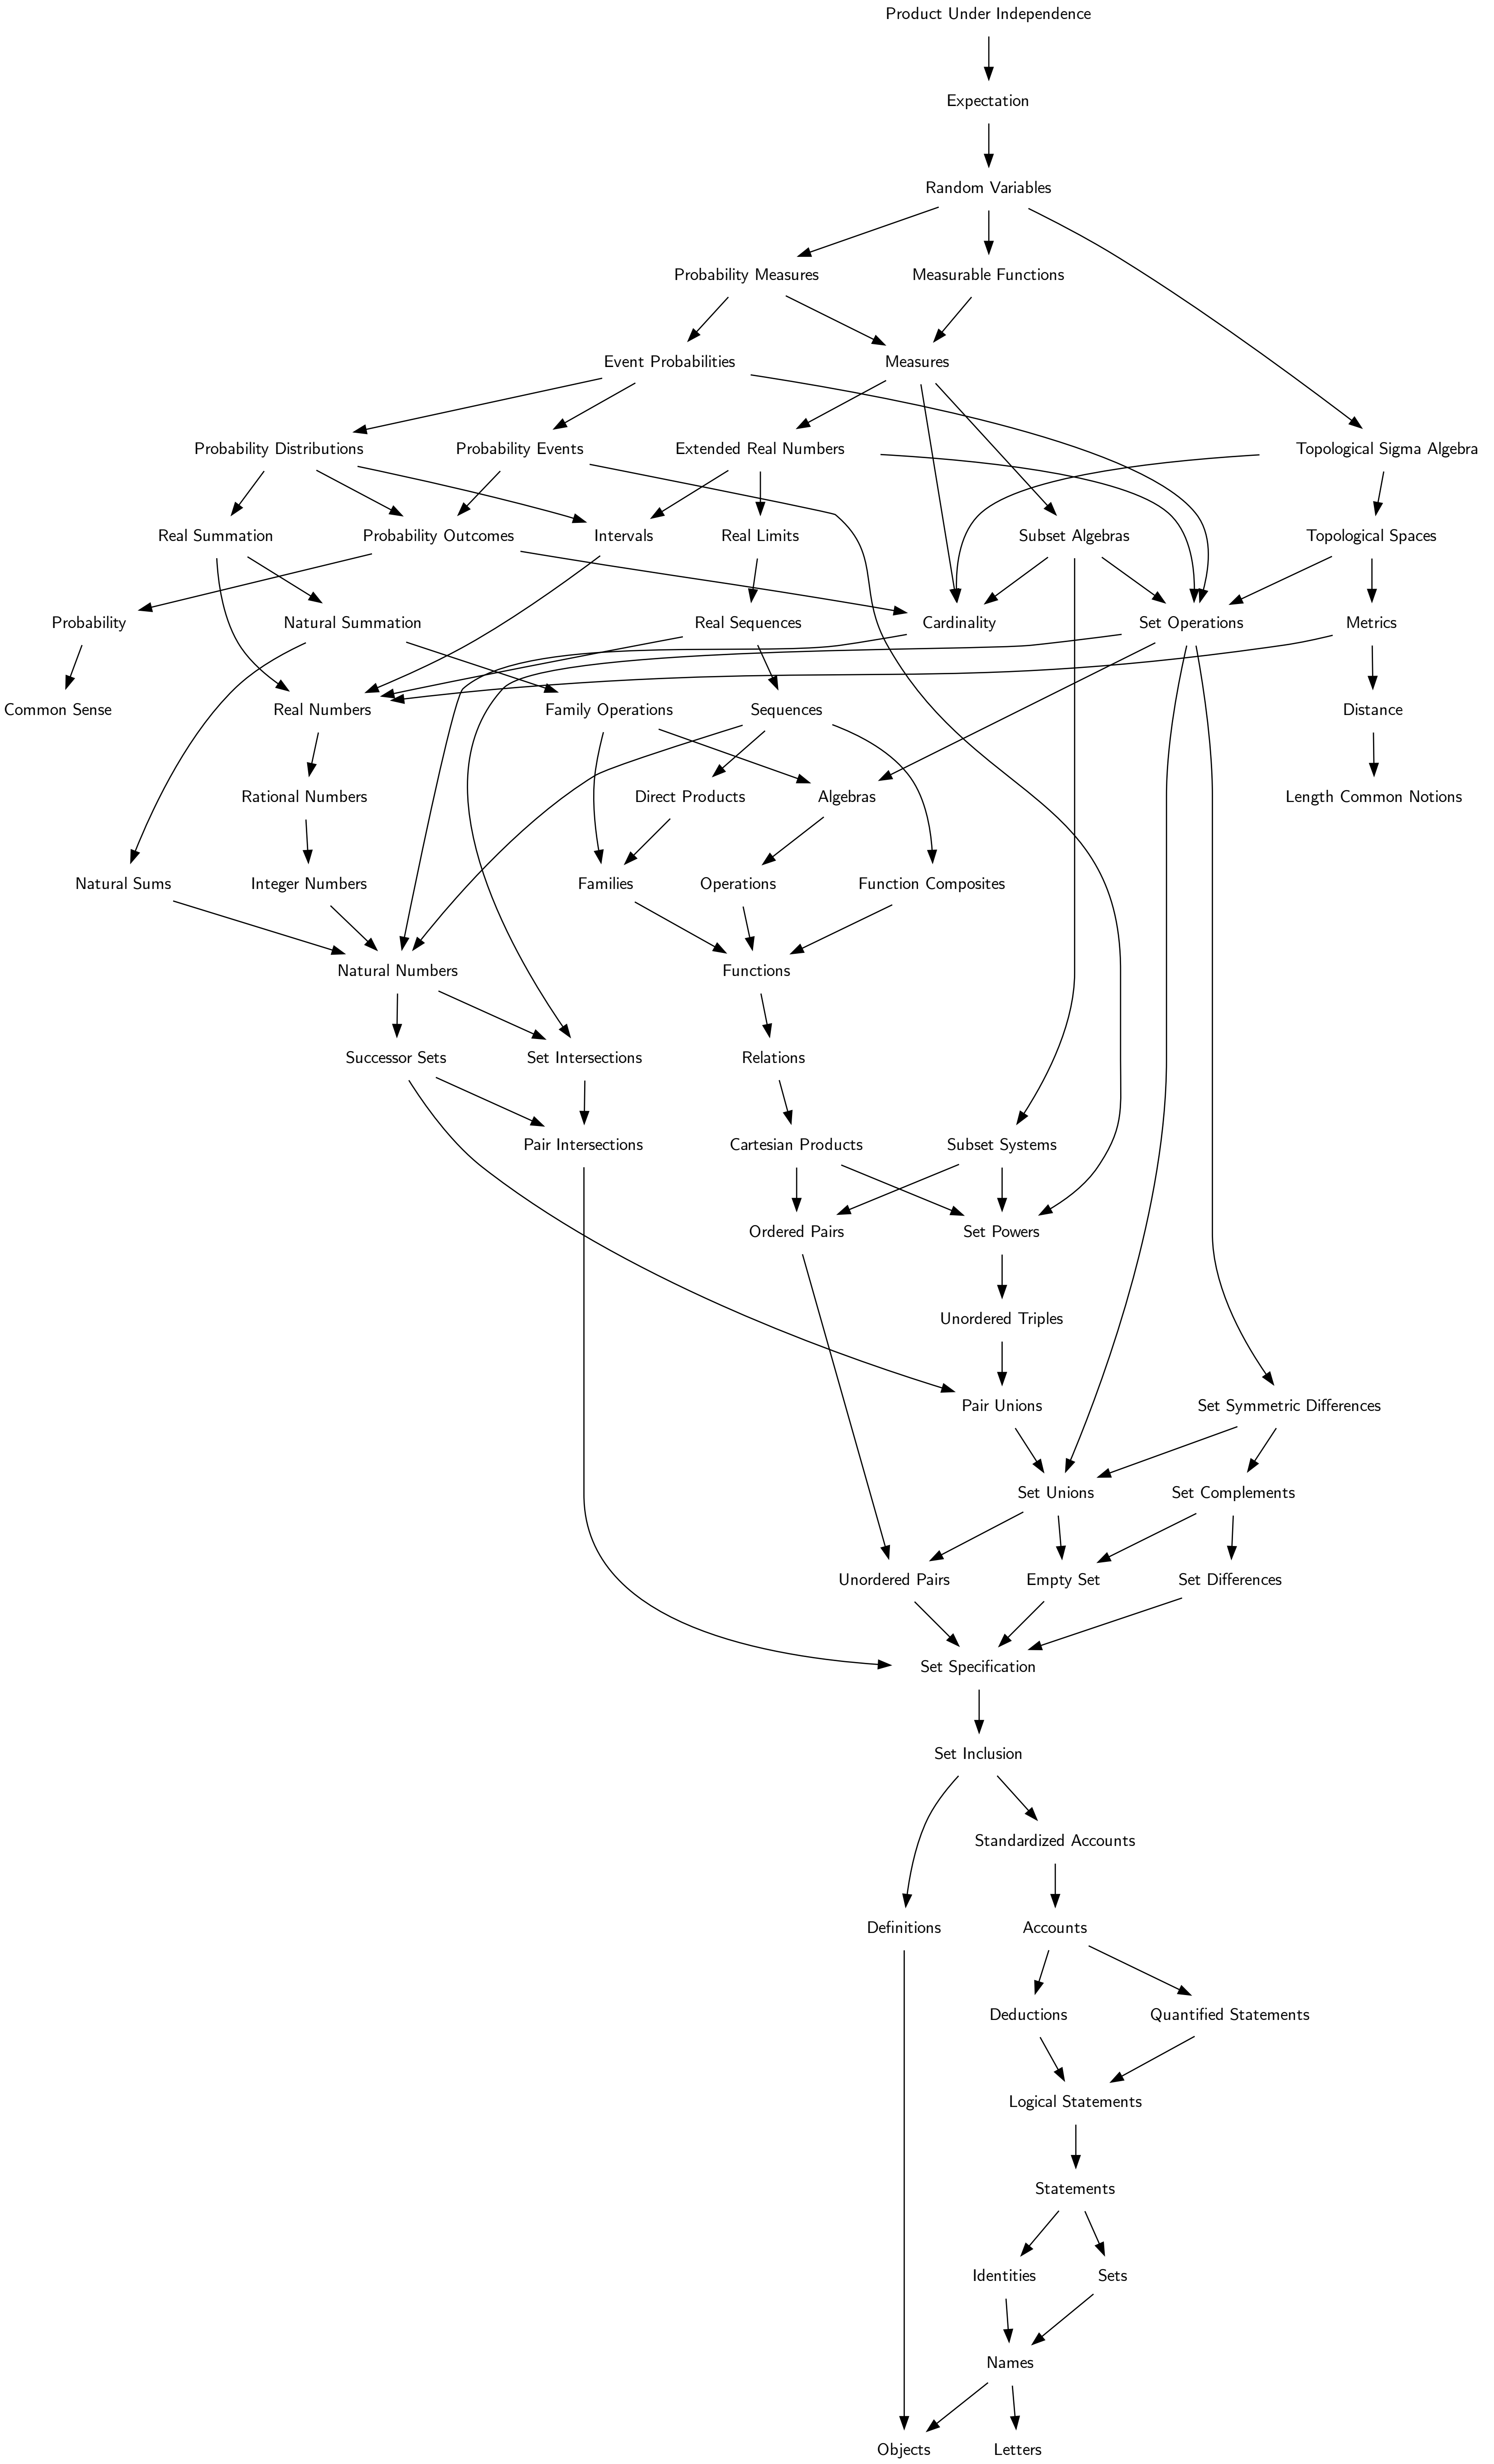 Product Under Independence
Expectation
Random Variables
Probability Measures
Measurable Functions
Event Probabilities
Measures
Probability Distributions
Probability Events
Extended Real Numbers
Topological Sigma Algebra
Real Summation
Probability Outcomes
Intervals
Real Limits
Subset Algebras
Topological Spaces
Probability
Natural Summation
Real Sequences
Cardinality
Set Operations
Metrics
Common Sense
Real Numbers
Family Operations
Sequences
Distance
Rational Numbers
Direct Products
Algebras
Length Common Notions
Natural Sums
Integer Numbers
Families
Operations
Function Composites
Natural Numbers
Functions
Successor Sets
Set Intersections
Relations
Pair Intersections
Cartesian Products
Subset Systems
Ordered Pairs
Set Powers
Unordered Triples
Pair Unions
Set Symmetric Differences
Set Unions
Set Complements
Unordered Pairs
Empty Set
Set Differences
Set Specification
Set Inclusion
Standardized Accounts
Definitions
Accounts
Deductions
Quantified Statements
Logical Statements
Statements
Identities
Sets
Names
Objects
Letters